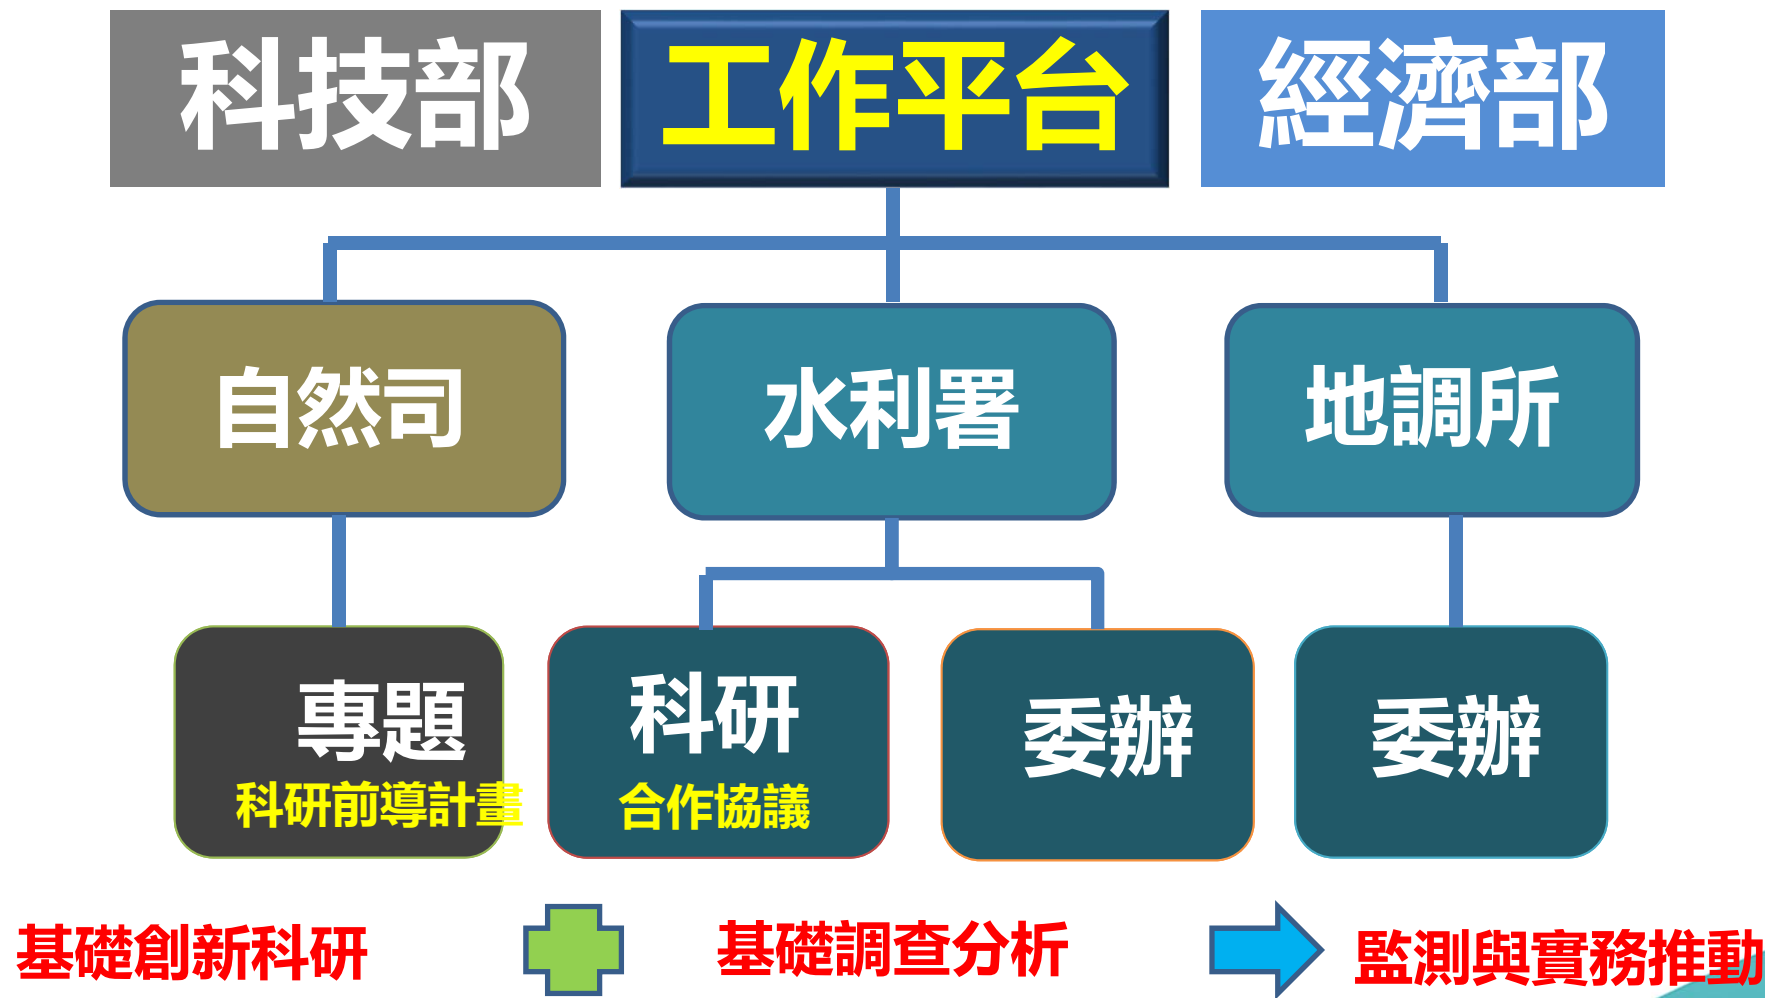 科技部
工作平台
經濟部
自然司
水利署
地調所
專題
科研前導計畫
科研
合作協議
委辦
委辦
基礎創新科研
基礎調查分析
監測與實務推動